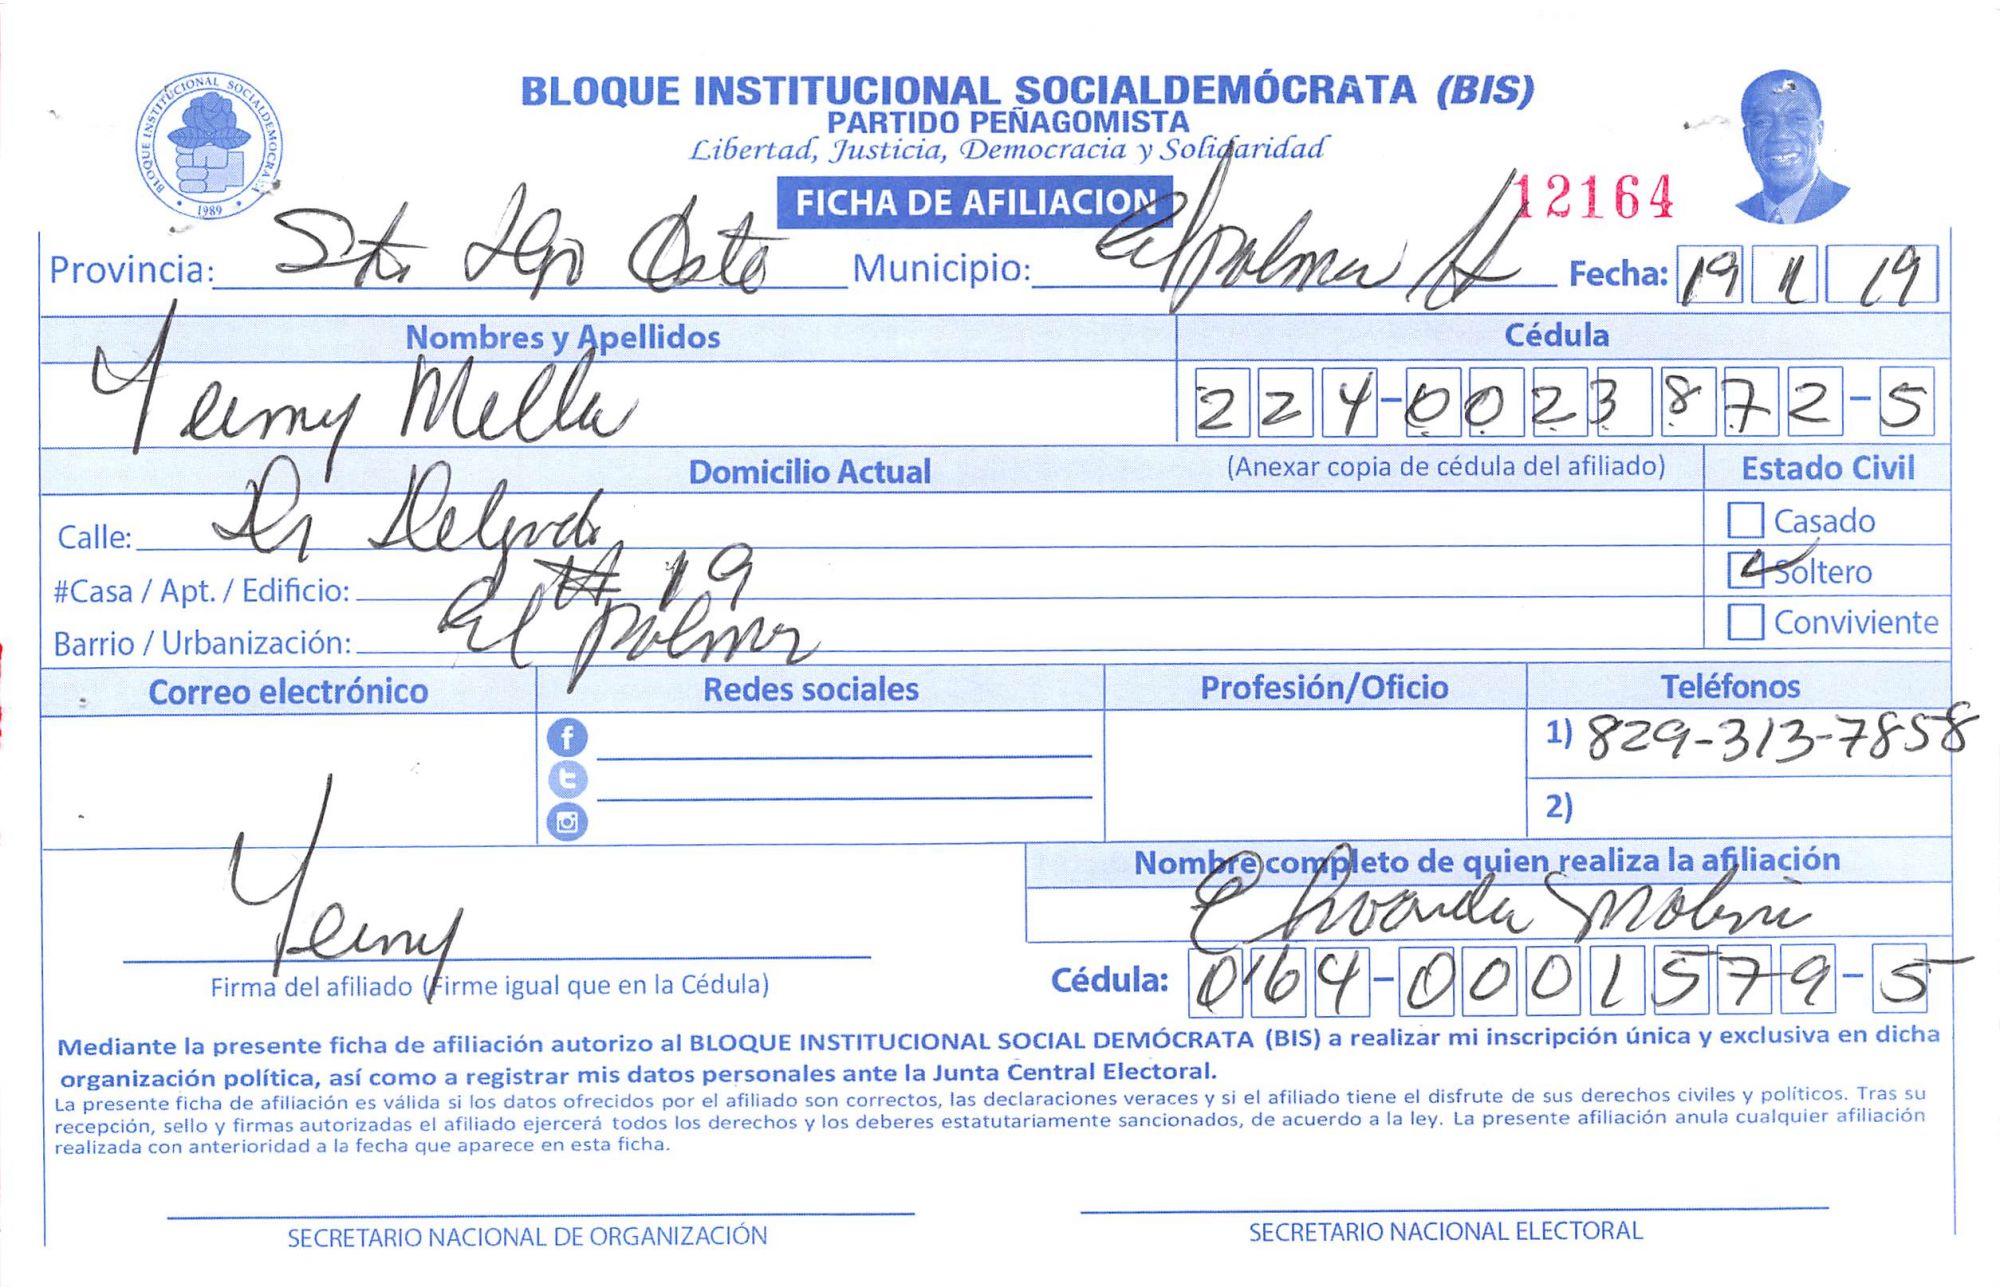 BLOQUE INSTITUCIONAL SOCIALDEMÓCRATA (BIS)
PARTIDO PEÑAGOMISTA
Libertad, Justicia, Democracia y Solidaridad
BLOQUE INSTITUCIONAL SOCIALDEMOCRATA
1989
FICHA DE AFILIACION
12164
Provincia: Sto Dgo Oeste Municipio: El palmar Fecha: 19 11 19
Nombres y Apellidos Cédula
Yeimy Mella 224-0023872-5
Domicilio Actual (Anexar copia de cédula del afiliado) Estado Civil
Calle: Dr Delgado Casado
#Casa / Apt. / Edificio: # 19 Soltero
Barrio / Urbanización: El palmar Conviviente
Correo electrónico Redes sociales Profesión/Oficio Teléfonos
1) 829-313-7858
2)
Nombre completo de quien realiza la afiliación
Molina
Yeimy
Firma del afiliado (Firme igual que en la Cédula) Cédula: 064-0001579-5
Mediante la presente ficha de afiliación autorizo al BLOQUE INSTITUCIONAL SOCIAL DEMÓCRATA (BIS) a realizar mi inscripción única y exclusiva en dicha
organización política, así como a registrar mis datos personales ante la Junta Central Electoral.
La presente ficha de afiliación es válida si los datos ofrecidos por el afiliado son correctos, las declaraciones veraces y si el afiliado tiene el disfrute de sus derechos civiles y políticos. Tras su
recepción, sello y firmas autorizadas el afiliado ejercerá todos los derechos y los deberes estatutariamente sancionados, de acuerdo a la ley. La presente afiliación anula cualquier afiliación
realizada con anterioridad a la fecha que aparece en esta ficha.
SECRETARIO NACIONAL DE ORGANIZACIÓN SECRETARIO NACIONAL ELECTORAL